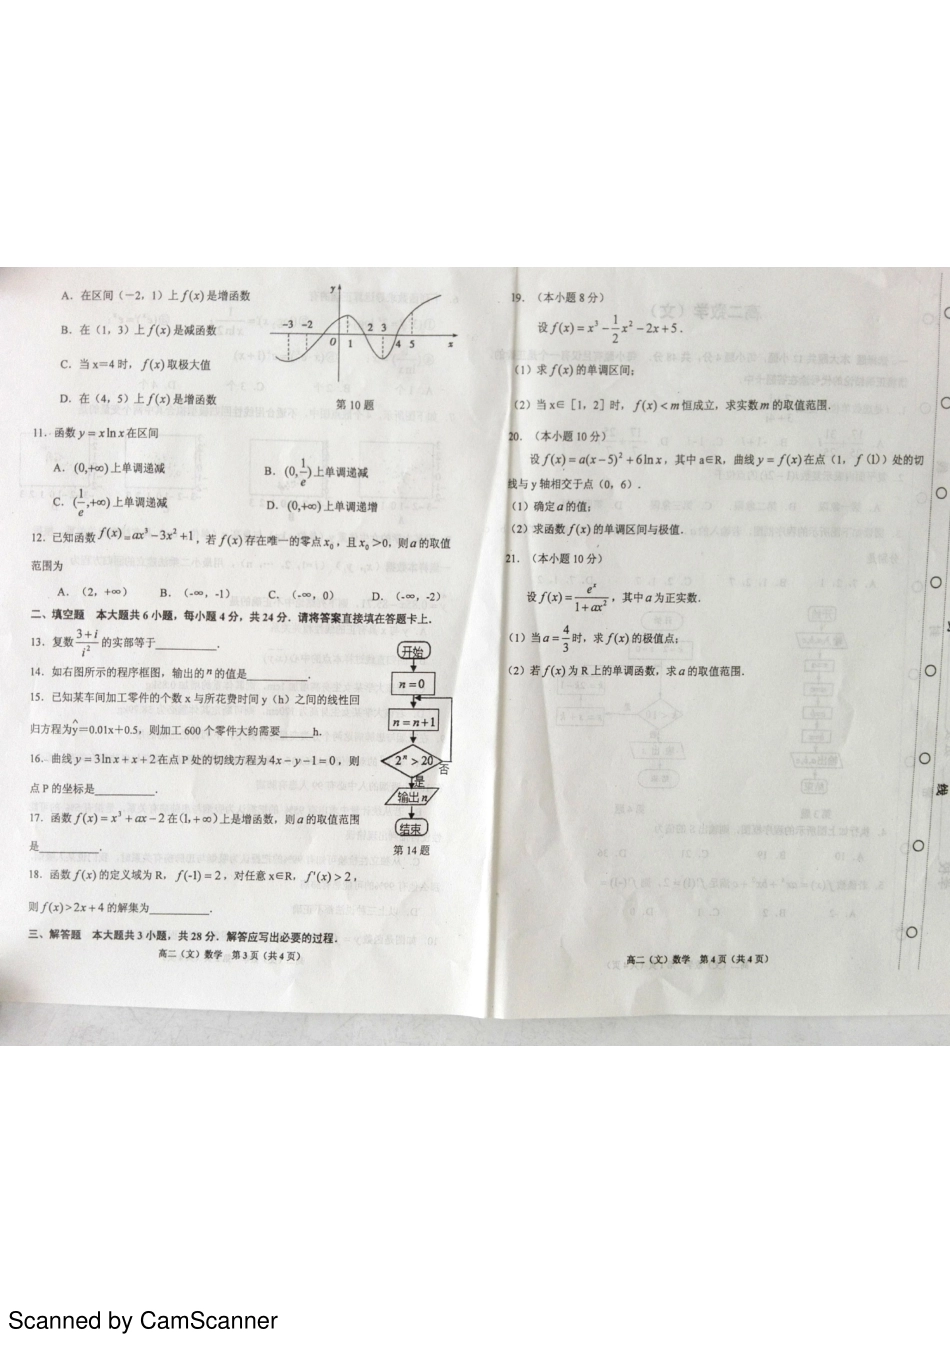 A. 在区间(-2, 1)上f(x)是增函数
B. 在(1, 3)上f(x)是减函数
C. 当x=4时, f(x)取极大值
D. 在(4, 5)上f(x)是增函数
y
-3 -2 O 1 2 3 4 5 x
第10题
11. 函数 y = x ln x 在区间
A. (0,+∞)上单调递减 B. (0, 1/e)上单调递减
C. (1/e,+∞)上单调递减 D. (0,+∞)上单调递增
12. 已知函数 f(x) = ax³-3x²+1, 若f(x)存在唯一的零点x₀, 且x₀>0, 则a的取值
范围为
A. (2, +∞) B. (-∞, -1) C. (-∞, 0) D. (-∞, -2)
二、填空题 本大题共6小题, 每小题4分, 共24分. 请将答案直接填在答题卡上.
13. 复数 (3+i)/i² 的实部等于________.
14. 如右图所示的程序框图, 输出的n的值是________.
15. 已知某车间加工零件的个数x与所花费时间y(h)之间的线性回
归方程为ŷ=0.01x+0.5, 则加工600个零件大约需要____h.
16. 曲线 y = 3ln x + x + 2 在点P处的切线方程为 4x - y - 1 = 0, 则
点P的坐标是________.
17. 函数 f(x) = x³ + ax - 2 在(1,+∞)上是增函数, 则a的取值范围
是________.
18. 函数f(x)的定义域为R, f(-1) = 2, 对任意x∈R, f'(x) > 2,
则f(x)>2x+4的解集为________.
开始
n=0
n=n+1
2ⁿ>20
否
是
输出n
结束
第14题
三、解答题 本大题共3小题, 共28分. 解答应写出必要的过程.
高二(文)数学 第3页(共4页)
19. (本小题8分)
设 f(x) = x³ - 1/2 x² - 2x + 5.
(1)求f(x)的单调区间;
(2)当x∈[1, 2]时, f(x)<m恒成立, 求实数m的取值范围.
20. (本小题10分)
设 f(x) = a(x-5)² + 6ln x, 其中a∈R, 曲线y = f(x)在点(1, f(1))处的切
线与y轴相交于点(0, 6).
(1)确定a的值;
(2)求函数f(x)的单调区间与极值.
21. (本小题10分)
设 f(x) = eˣ/(1+ax²), 其中a为正实数.
(1)当a = 4/3时, 求f(x)的极值点;
(2)若f(x)为R上的单调函数, 求a的取值范围.
高二(文)数学 第4页(共4页)
线
Scanned by CamScanner